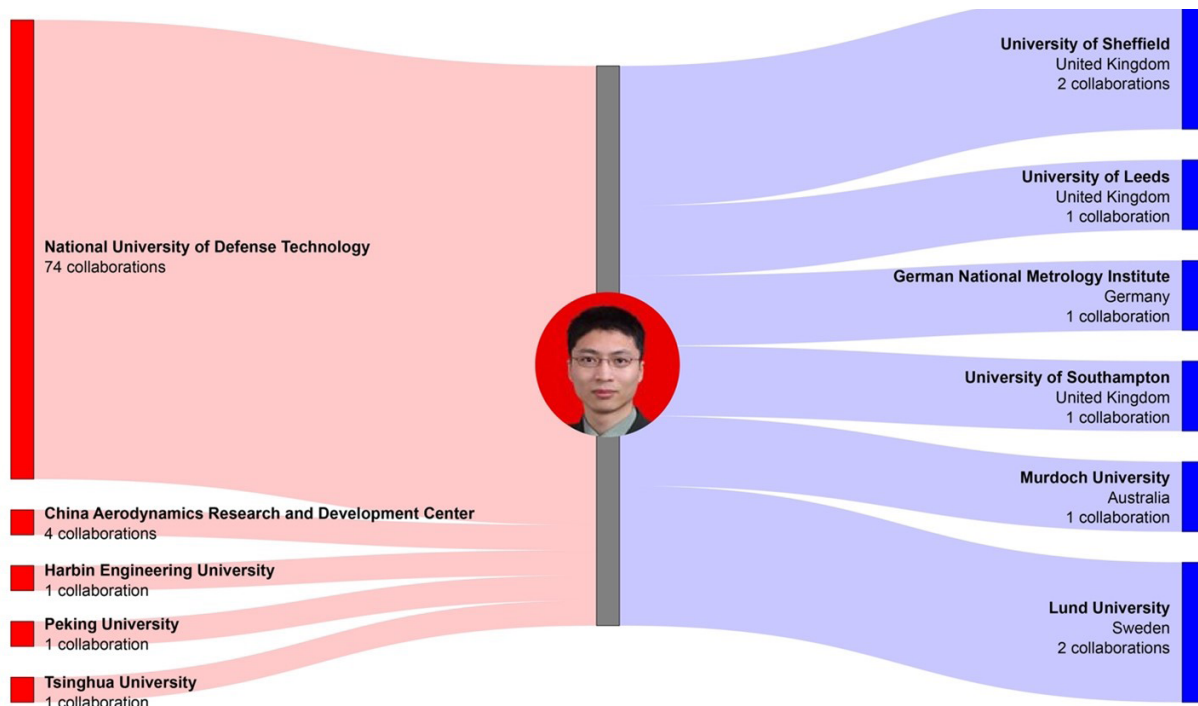 National University of Defense Technology
74 collaborations
China Aerodynamics Research and Development Center
4 collaborations
Harbin Engineering University
1 collaboration
Peking University
1 collaboration
Tsinghua University
1 collaboration
University of Sheffield
United Kingdom
2 collaborations
University of Leeds
United Kingdom
1 collaboration
German National Metrology Institute
Germany
1 collaboration
University of Southampton
United Kingdom
1 collaboration
Murdoch University
Australia
1 collaboration
Lund University
Sweden
2 collaborations